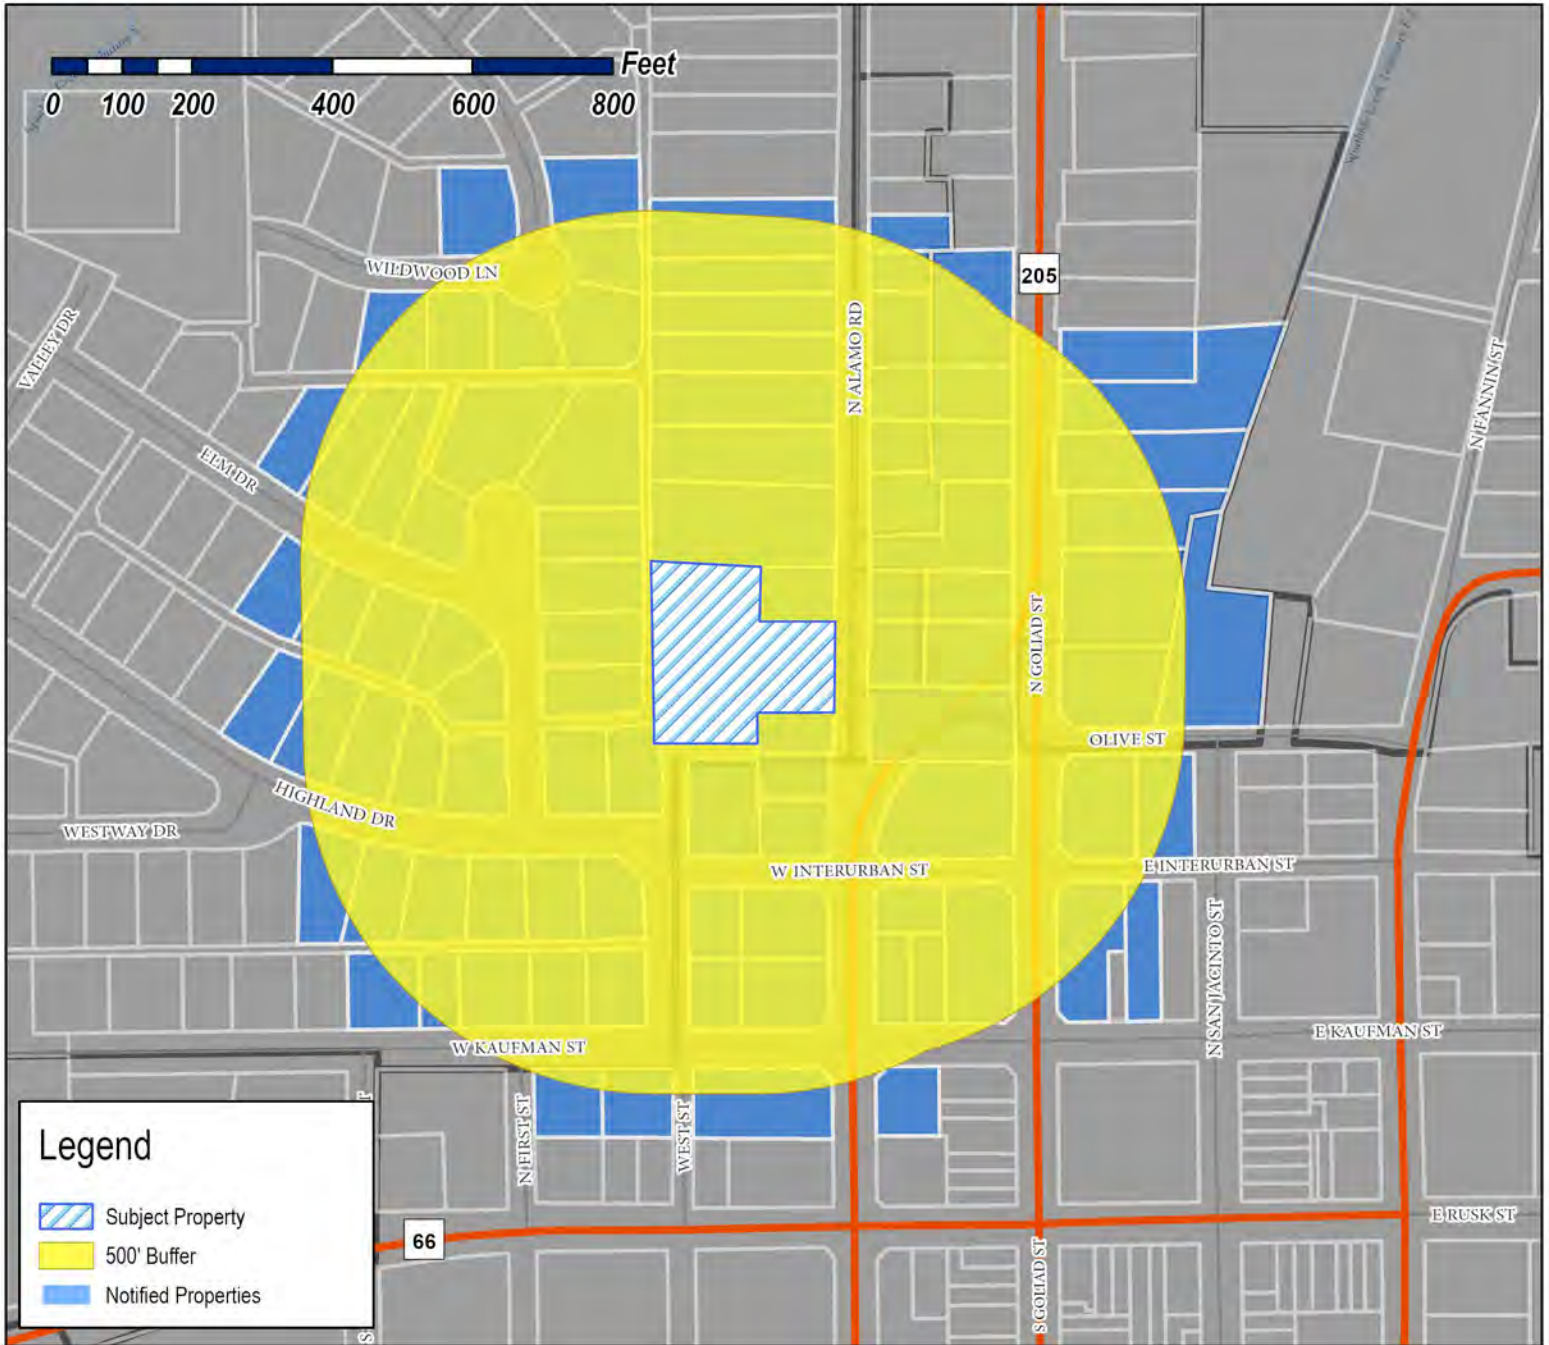 Feet
0 100 200 400 600 800
WILDWOOD LN
205
VALLEY DR
N ALAMO RD
N FANNIN ST
ELM DR
N GOLIAD ST
OLIVE ST
HIGHLAND DR
WESTWAY DR
W INTERURBAN ST
E INTERURBAN ST
N SAN JACINTO ST
W KAUFMAN ST
E KAUFMAN ST
N FIRST ST
WEST ST
Legend
Subject Property
500' Buffer
Notified Properties
66
E RUSK ST
S GOLIAD ST